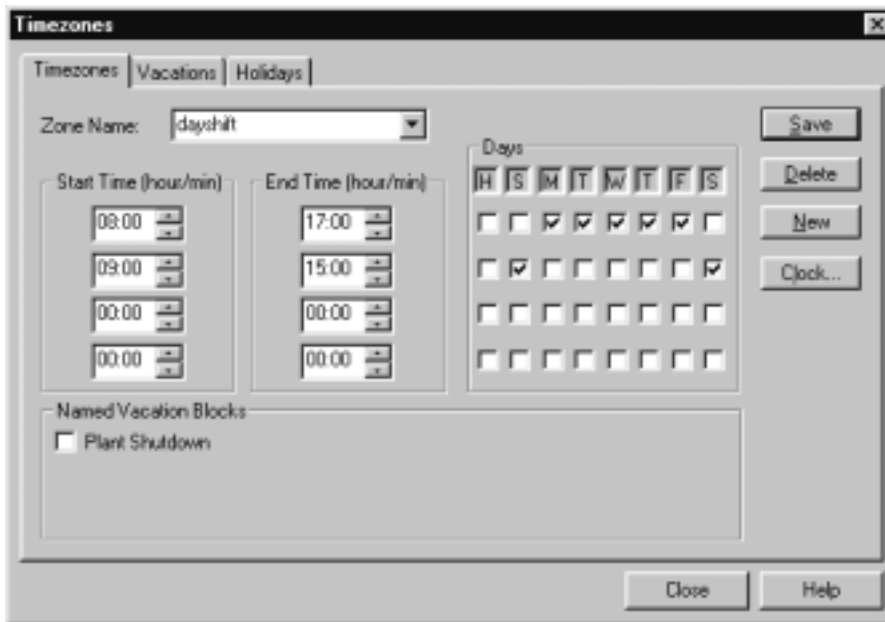 Timezones
Timezones Vacations Holidays
Zone Name: dayshift
Save
Days
Delete
Start Time (hour/min) End Time (hour/min) H S M T W T F S
08:00 17:00
New
09:00 15:00
Clock...
00:00 00:00
00:00 00:00
Named Vacation Blocks
Plant Shutdown
Close Help